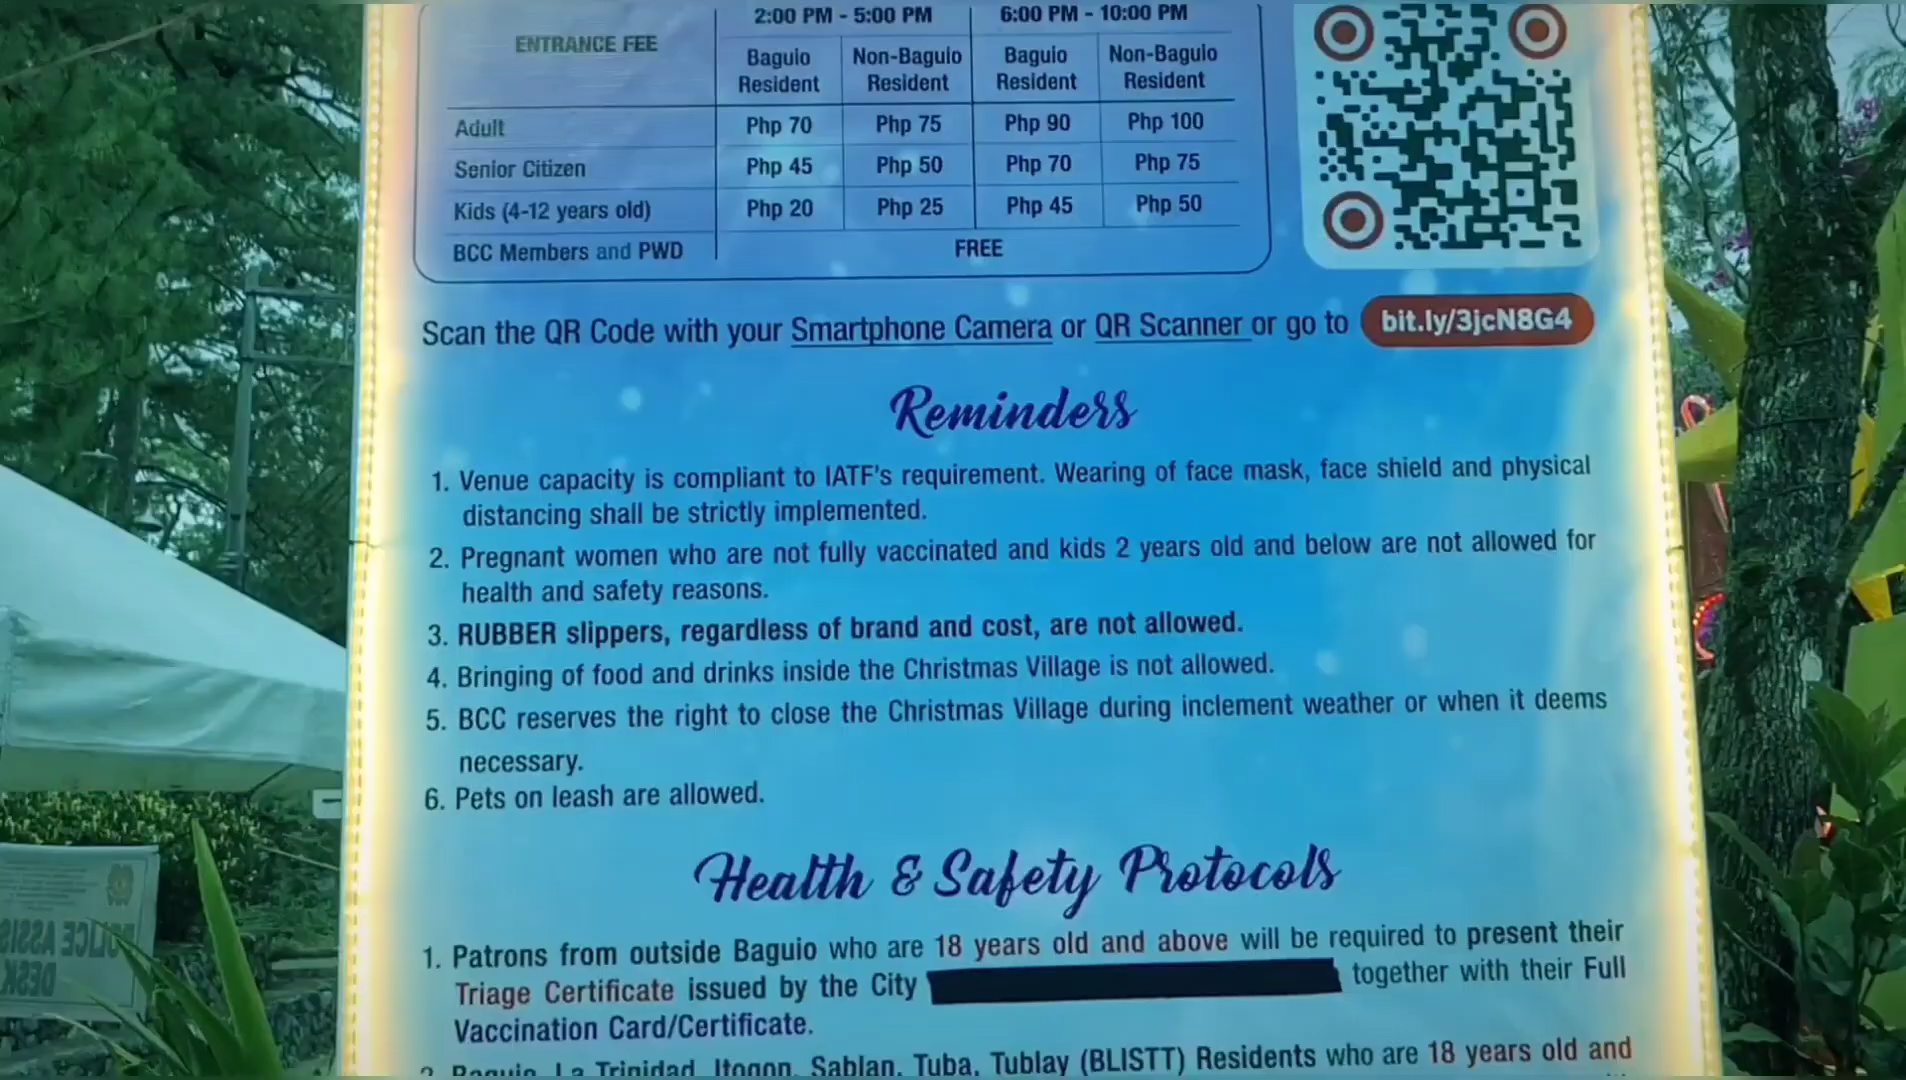 2:00 PM - 5:00 PM 6:00 PM - 10:00 PM
ENTRANCE FEE
Baguio Resident Non-Baguio Resident Baguio Resident Non-Baguio Resident
Adult Php 70 Php 75 Php 90 Php 100
Senior Citizen Php 45 Php 50 Php 70 Php 75
Kids (4-12 years old) Php 20 Php 25 Php 45 Php 50
BCC Members and PWD FREE
Scan the QR Code with your Smartphone Camera or QR Scanner or go to bit.ly/3jcN8G4
Reminders
1. Venue capacity is compliant to IATF's requirement. Wearing of face mask, face shield and physical
distancing shall be strictly implemented.
2. Pregnant women who are not fully vaccinated and kids 2 years old and below are not allowed for
health and safety reasons.
3. RUBBER slippers, regardless of brand and cost, are not allowed.
4. Bringing of food and drinks inside the Christmas Village is not allowed.
5. BCC reserves the right to close the Christmas Village during inclement weather or when it deems
necessary.
6. Pets on leash are allowed.
Health & Safety Protocols
1. Patrons from outside Baguio who are 18 years old and above will be required to present their
Triage Certificate issued by the City together with their Full
Vaccination Card/Certificate.
2. Baguio, La Trinidad, Itogon, Sablan, Tuba, Tublay (BLISTT) Residents who are 18 years old and
DESK